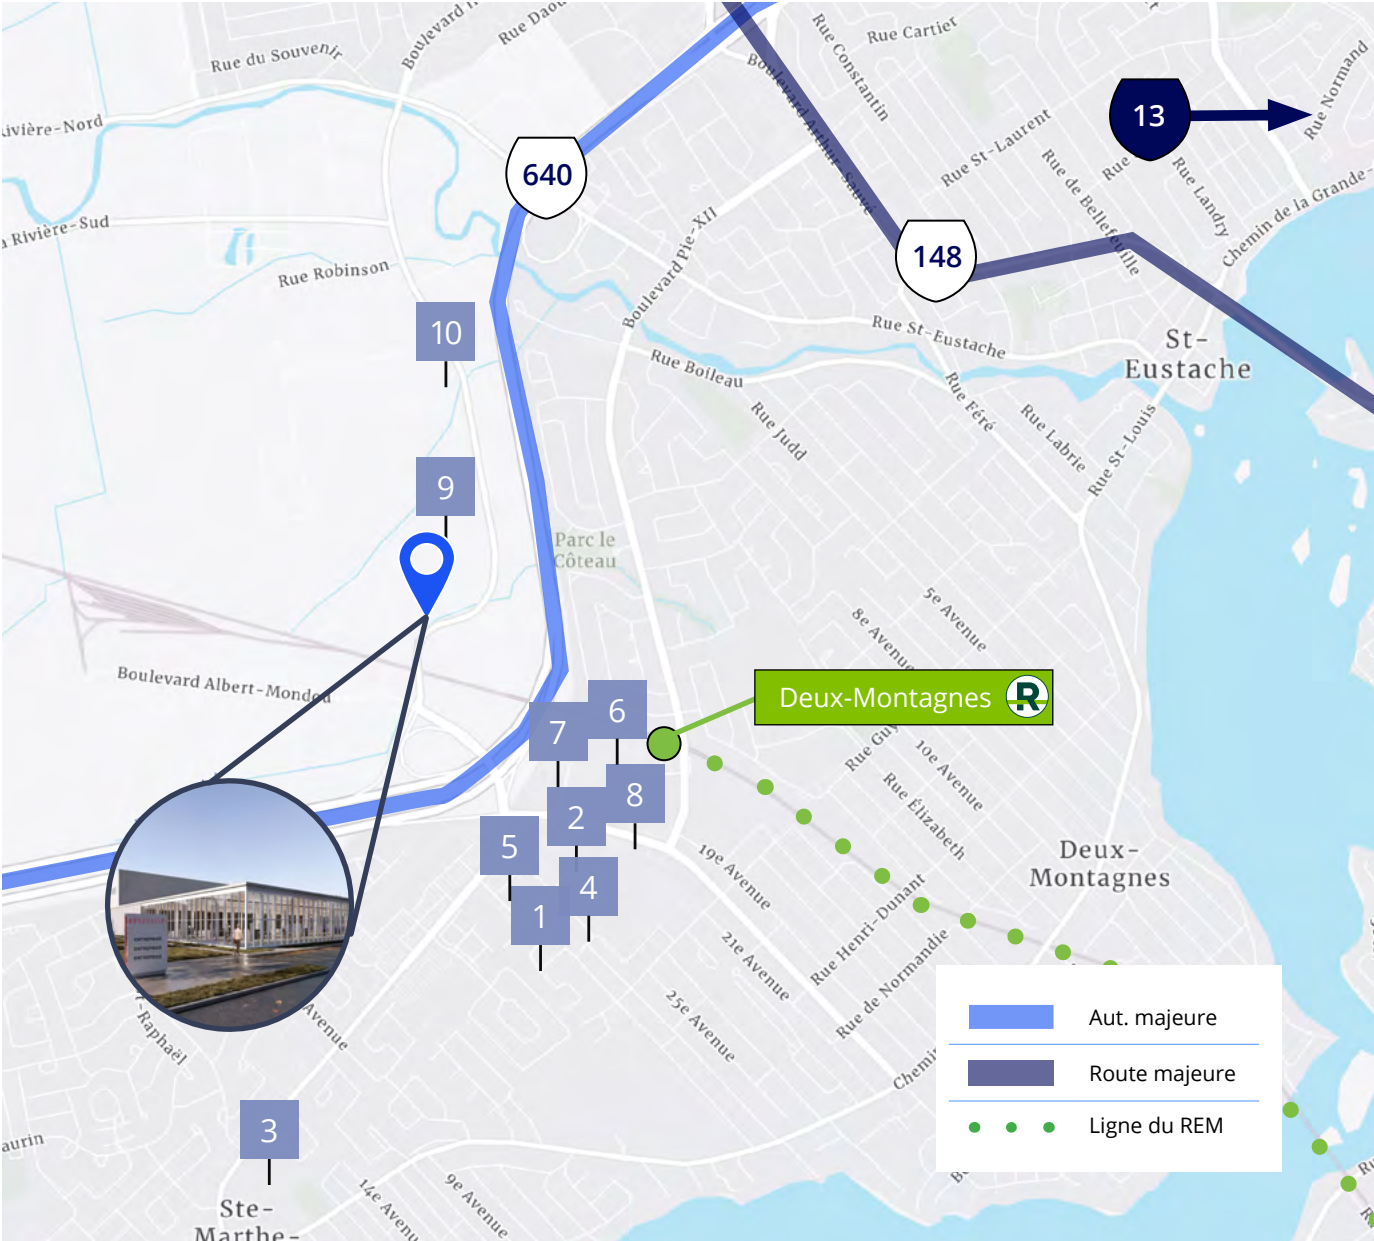 Rue du Souvenir
Rue Cartier
Rue Constantin
Boulevard Arthur-Sauvé
Rue Normand
13
Rivière-Nord
Rue St-Laurent
Rue de Bellefeuille
Rue Landry
Chemin de la Grande-
640
148
Rivière-Sud
Rue Robinson
Boulevard Pie-XII
Rue St-Eustache
St-
Eustache
10
Rue Boileau
Rue Judd
Rue Féré
Rue Labrie
Rue St-Louis
9
Parc le
Côteau
5e Avenue
8e Avenue
Boulevard Albert-Mondou
Deux-Montagnes R
6
7
Rue Guy
10e Avenue
8
2
Rue Élizabeth
5
4
1
19e Avenue
Deux-
Montagnes
21e Avenue
Rue Henri-Dunant
Rue de Normandie
25e Avenue
Avenue
-Raphaël
Aut. majeure
Route majeure
Ligne du REM
3
aurin
Ste-
Marthe-
14e Avenu
9e Avenue